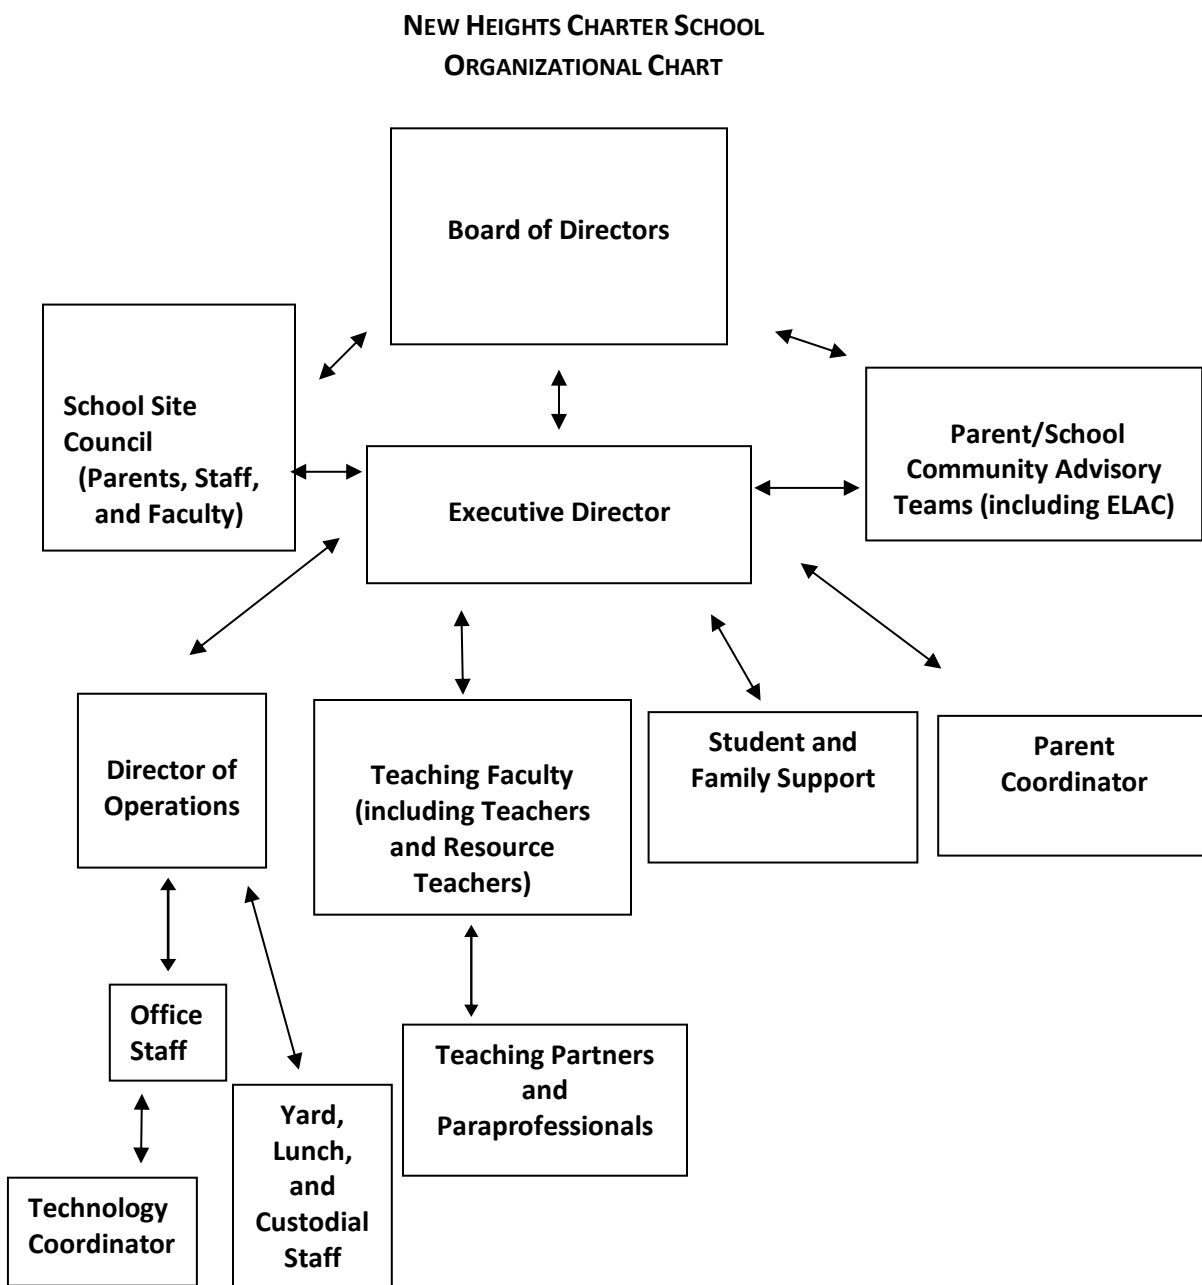 NEW HEIGHTS CHARTER SCHOOL
ORGANIZATIONAL CHART
Board of Directors
School Site
Council
(Parents, Staff,
and Faculty)
Executive Director
Parent/School
Community Advisory
Teams (including ELAC)
Director of
Operations
Teaching Faculty
(including Teachers
and Resource
Teachers)
Student and
Family Support
Parent
Coordinator
Office
Staff
Teaching Partners
and
Paraprofessionals
Yard,
Lunch,
and
Custodial
Staff
Technology
Coordinator